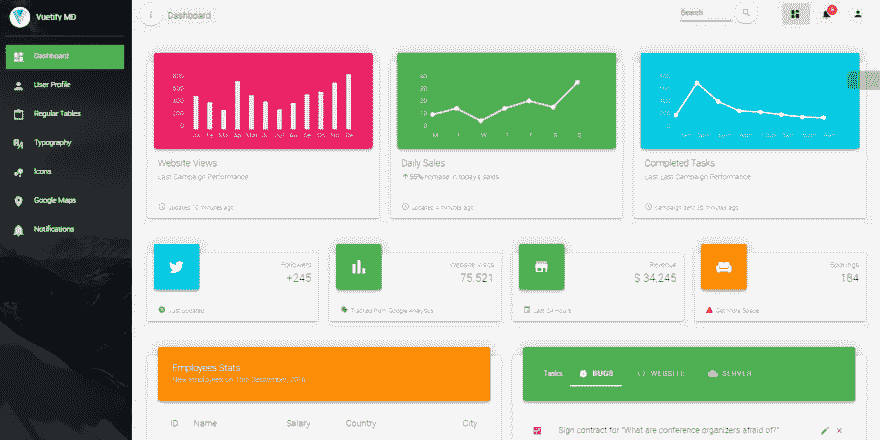 Vuetify MD
Dashboard
User Profile
Regular Tables
Typography
Icons
Google Maps
Notifications
Dashboard
Search
Website Views
Last Campaign Performance
updated 10 minutes ago
Daily Sales
55% increase in today's sales
updated 4 minutes ago
Completed Tasks
Last Last Campaign Performance
campaign sent 26 minutes ago
Followers
+245
Just Updated
Website Visits
75.521
Tracked from Google Analytics
Revenue
$ 34,245
Last 24 Hours
Bookings
184
Get More Space
Employees Stats
New employees on 15th September, 2016
ID Name Salary Country City
Tasks BUGS WEBSITE SERVER
Sign contract for "What are conference organizers afraid of?"